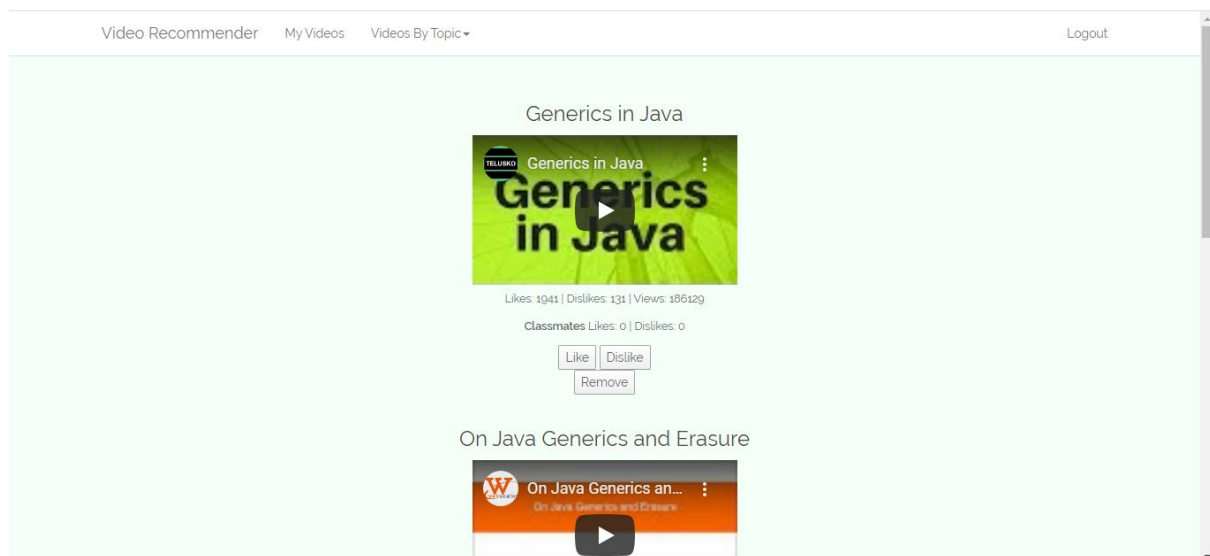 Video Recommender My Videos Videos By Topic Logout
Generics in Java
TELUSKO Generics in Java
Generics
in Java
Likes: 1941 | Dislikes: 131 | Views: 186129
Classmates Likes: 0 | Dislikes: 0
Like Dislike
Remove
On Java Generics and Erasure
On Java Generics an...
On Java Generics and Erasure